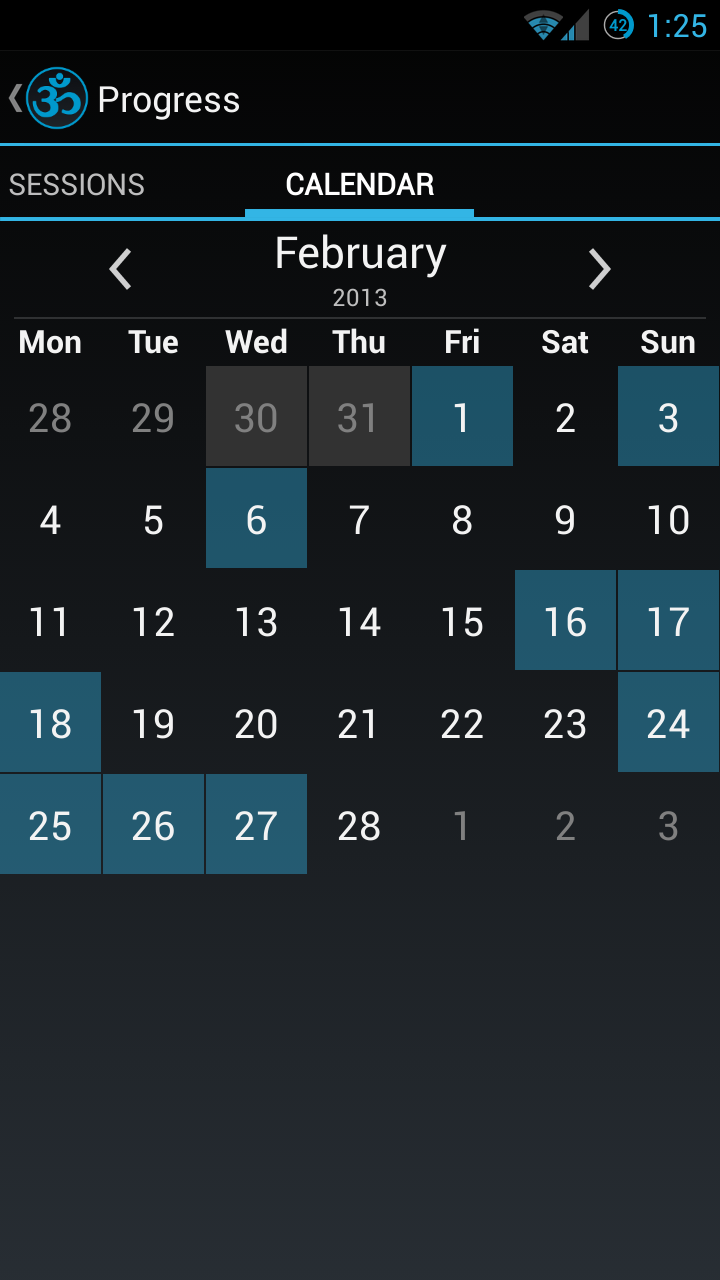 42 1:25
ॐ Progress
SESSIONS CALENDAR
February
2013
Mon Tue Wed Thu Fri Sat Sun
28 29 30 31 1 2 3
4 5 6 7 8 9 10
11 12 13 14 15 16 17
18 19 20 21 22 23 24
25 26 27 28 1 2 3